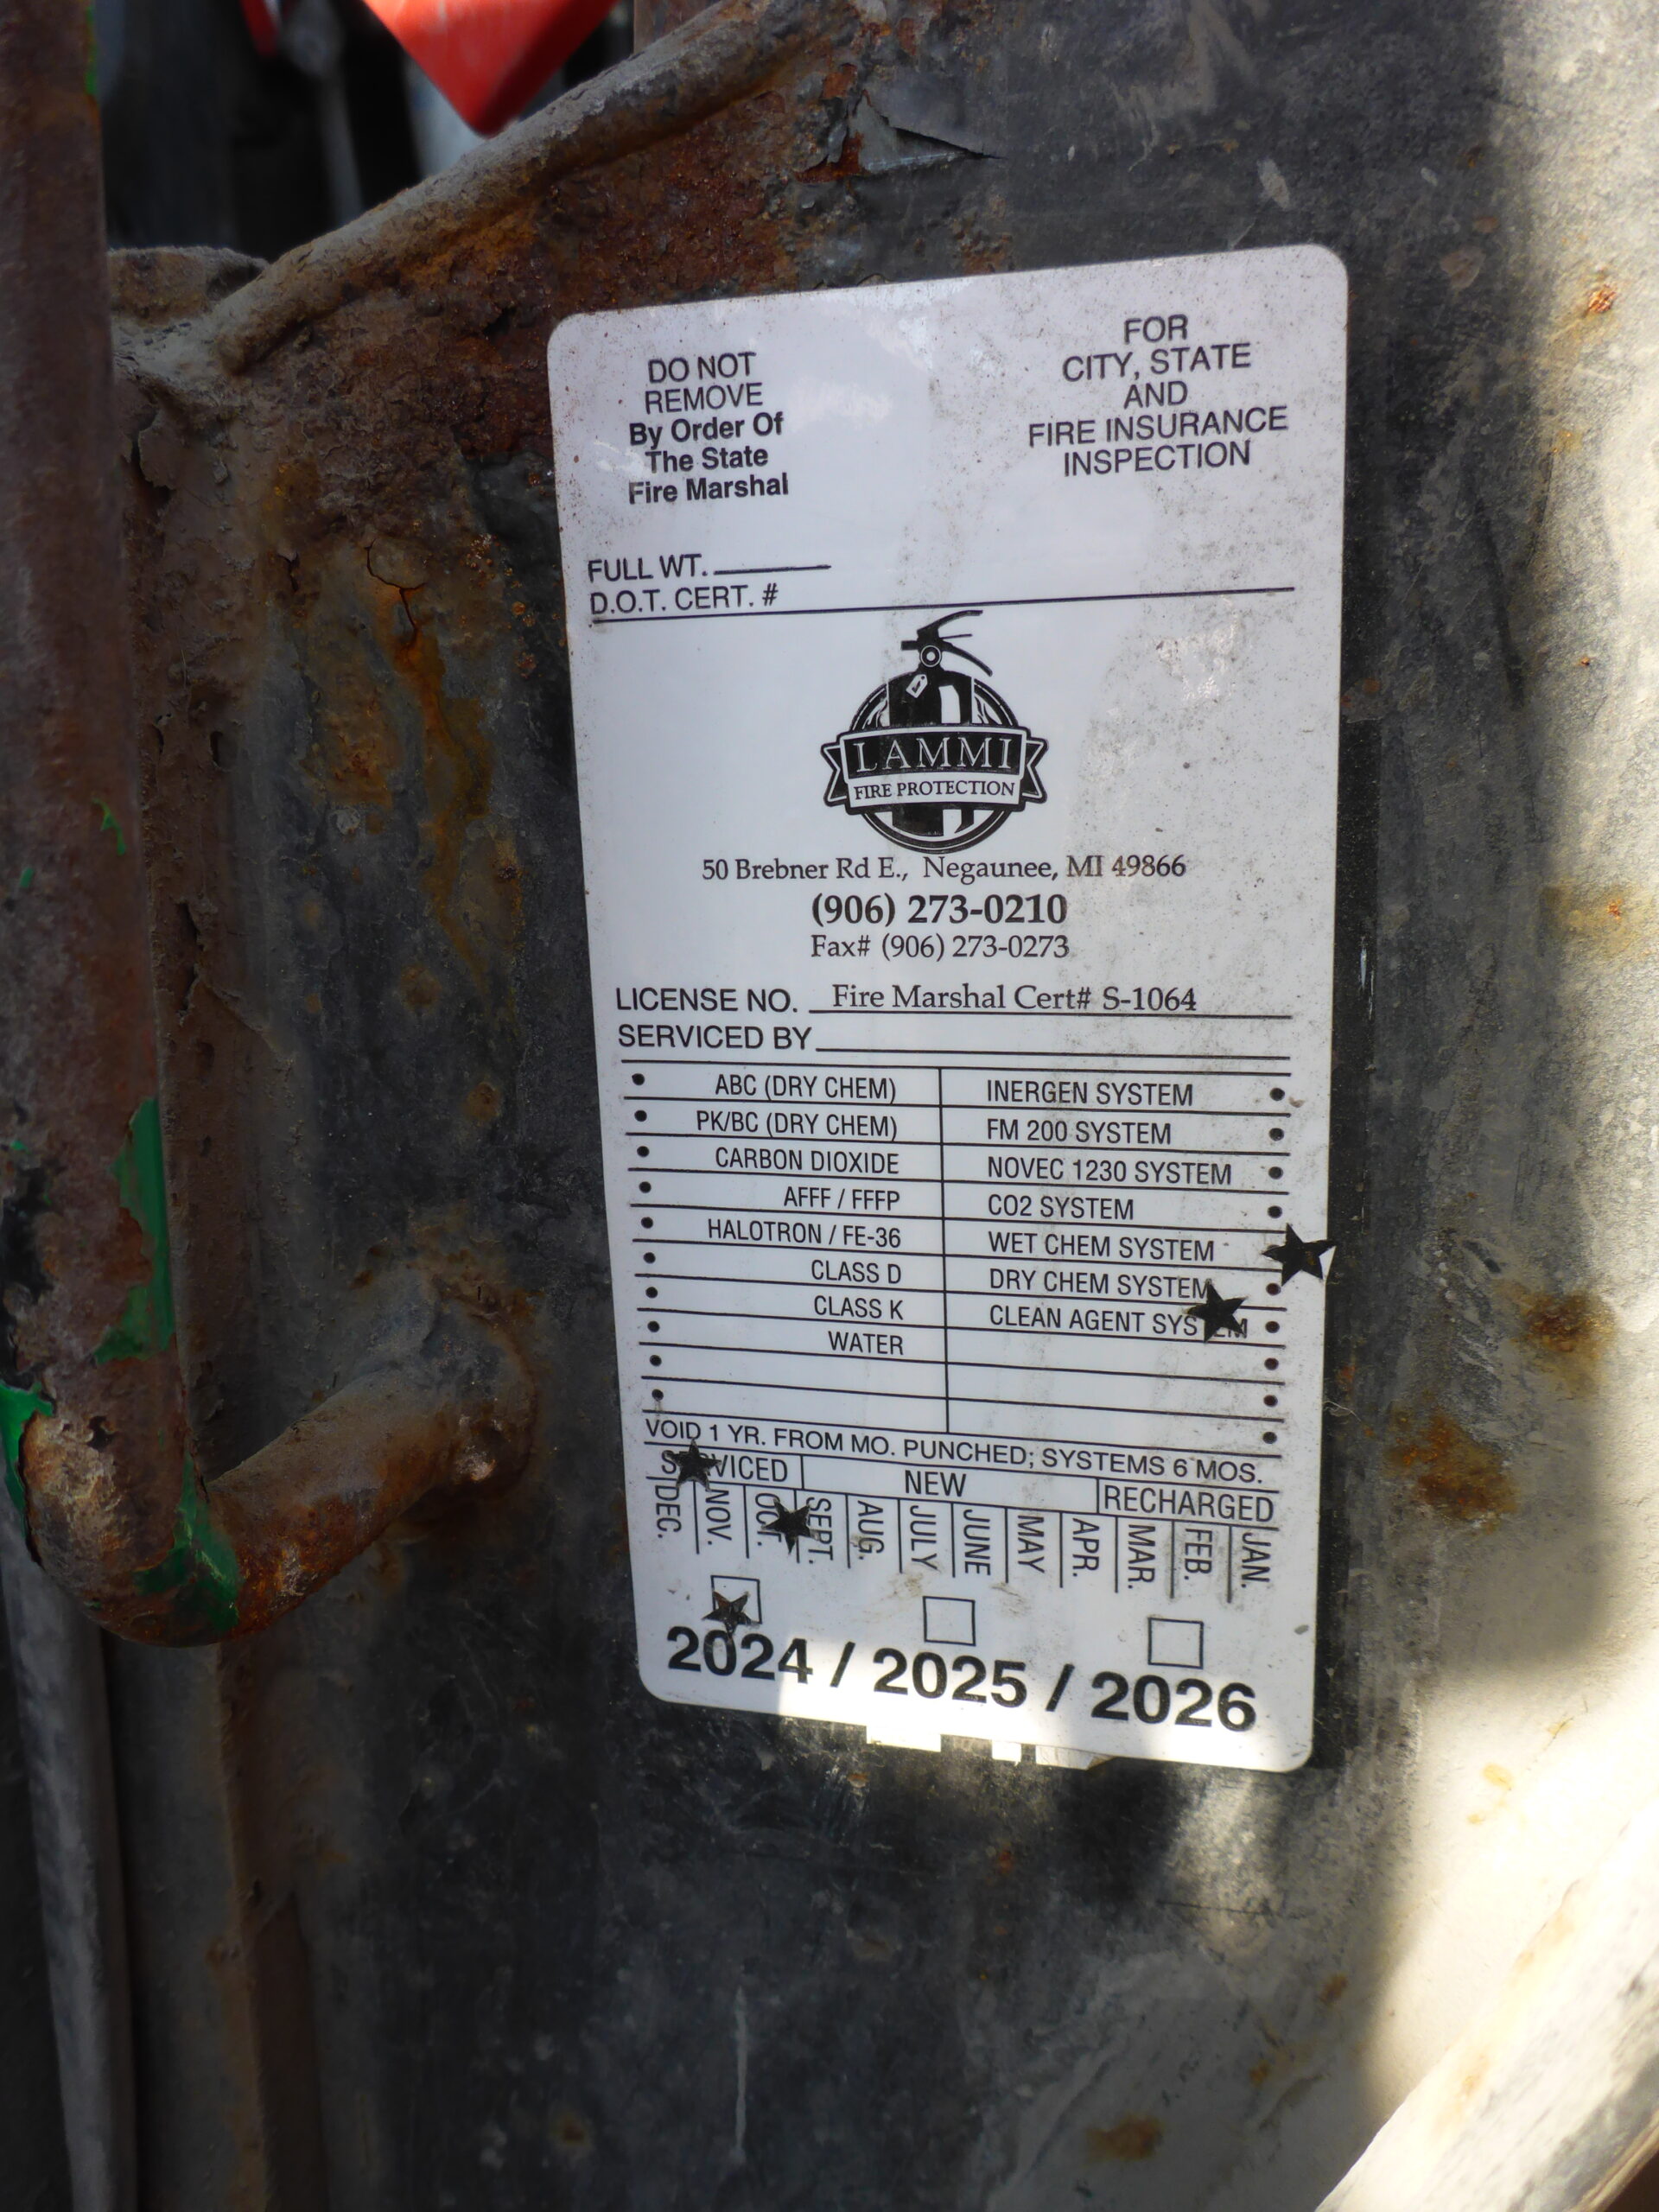 DO NOT
REMOVE
By Order Of
The State
Fire Marshal
FOR
CITY, STATE
AND
FIRE INSURANCE
INSPECTION
FULL WT.
D.O.T. CERT. #
LAMMI
FIRE PROTECTION
50 Brebner Rd E., Negaunee, MI 49866
(906) 273-0210
Fax# (906) 273-0273
LICENSE NO. Fire Marshal Cert# S-1064
SERVICED BY
ABC (DRY CHEM) INERGEN SYSTEM
PK/BC (DRY CHEM) FM 200 SYSTEM
CARBON DIOXIDE NOVEC 1230 SYSTEM
AFFF / FFFP CO2 SYSTEM
HALOTRON / FE-36 WET CHEM SYSTEM
CLASS D DRY CHEM SYSTEM
CLASS K CLEAN AGENT SYSTEM
WATER
VOID 1 YR. FROM MO. PUNCHED; SYSTEMS 6 MOS.
SERVICED NEW RECHARGED
DEC. NOV. OCT. SEPT. AUG. JULY JUNE MAY APR. MAR. FEB. JAN.
2024 / 2025 / 2026